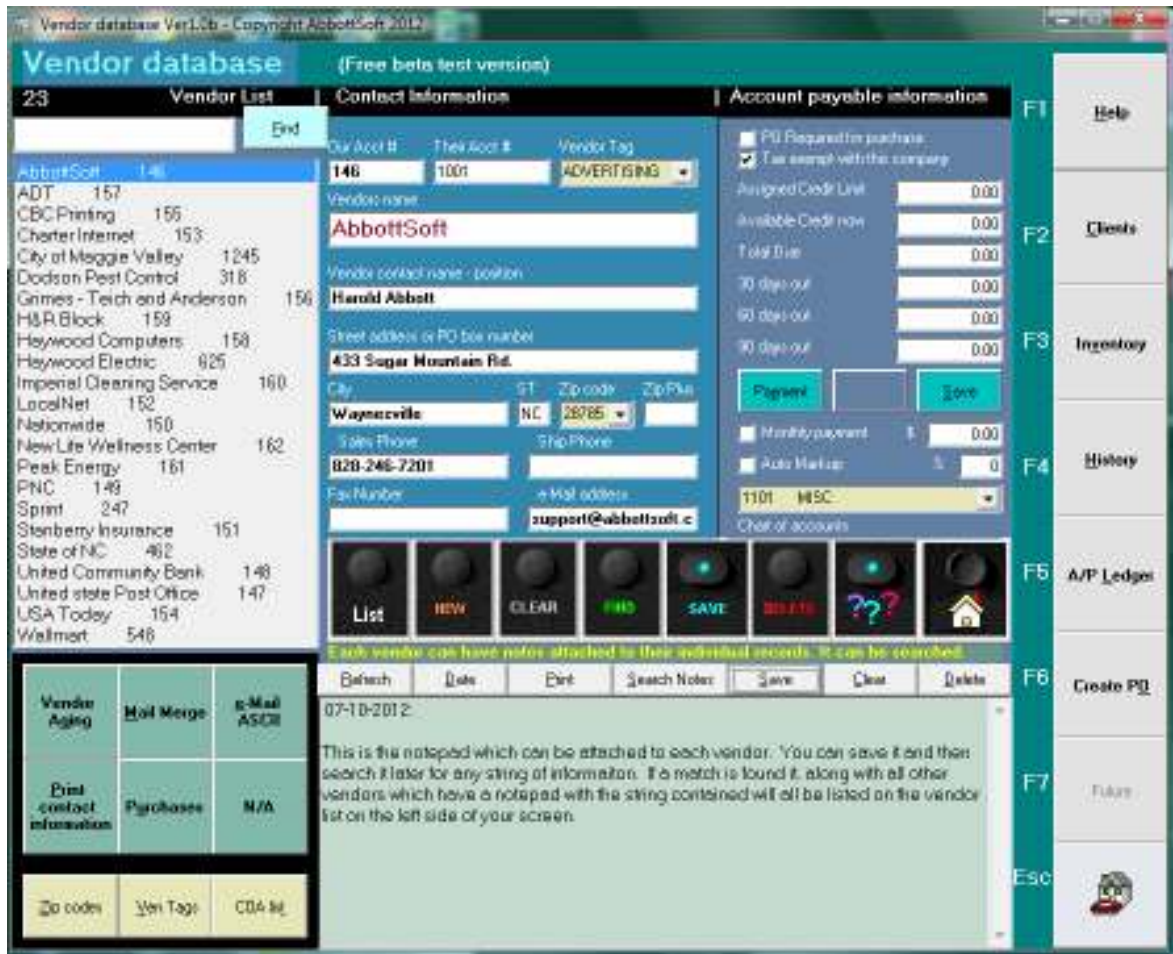 Vendor database Ver1.0b - Copyright AbbottSoft 2012
Vendor database (Free beta test version)
23 Vendor List
Find
AbbottSoft 146
ADT 157
CBC Printing 155
Charter Internet 153
City of Maggie Valley 1245
Dodson Pest Control 318
Grimes - Teich and Anderson 156
H&R Block 159
Haywood Computers 158
Haywood Electric 625
Imperial Cleaning Service 160
LocalNet 152
Nationwide 150
New Life Wellness Center 162
Peak Energy 161
PNC 149
Sprint 247
Stanberry Insurance 151
State of NC 462
United Community Bank 148
United state Post Office 147
USA Today 154
Wallmart 548
Contact Information
Our Acct # Their Acct # Vendor Tag
146 1001 ADVERTISING
Vendors name
AbbottSoft
Vendor contact name - position
Harold Abbott
Street address or PO box number
433 Sugar Mountain Rd.
City ST Zip code Zip Plus
Waynesville NC 28785
Sales Phone Ship Phone
828-246-7201
Fax Number e-Mail address
support@abbottsoft.c
Account payable information
PO Required for purchase
Tax exempt with this company
Assigned Credit Limit 0.00
Available Credit now 0.00
Total Due 0.00
30 days out 0.00
60 days out 0.00
90 days out 0.00
Payment Save
Monthly payment $ 0.00
Auto Markup % 0
1101 MISC
Chart of accounts
List NEW CLEAR FIND SAVE DELETE ???
Each vendor can have notes attached to their individual records. It can be searched.
Refresh Date Print Search Notes Save Clear Delete
07-10-2012:
This is the notepad which can be attached to each vendor. You can save it and then
search it later for any string of informaiton. If a match is found it, along with all other
vendors which have a notepad with the string contained will all be listed on the vendor
list on the left side of your screen.
Vendor Aging
Mail Merge
e-Mail ASCII
Print contact information
Purchases
N/A
Zip codes
Ven Tags
COA list
F1 Help
F2 Clients
F3 Inventory
F4 History
F5 A/P Ledger
F6 Create PO
F7 Future
Esc